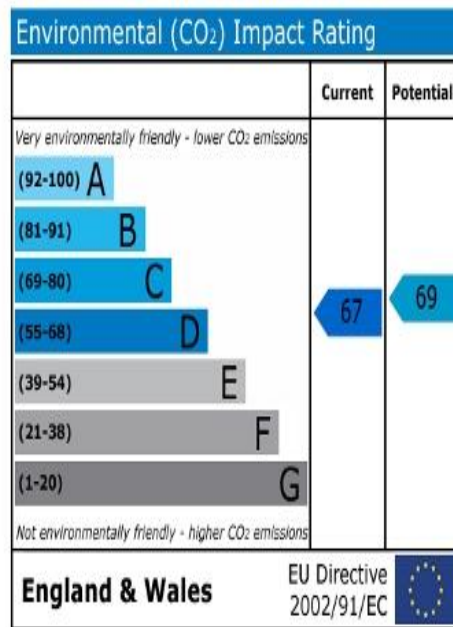 Environmental (CO₂) Impact Rating
Current Potential
Very environmentally friendly - lower CO₂ emissions
(92-100) A
(81-91) B
(69-80) C
(55-68) D
67 69
(39-54) E
(21-38) F
(1-20) G
Not environmentally friendly - higher CO₂ emissions
England & Wales
EU Directive
2002/91/EC